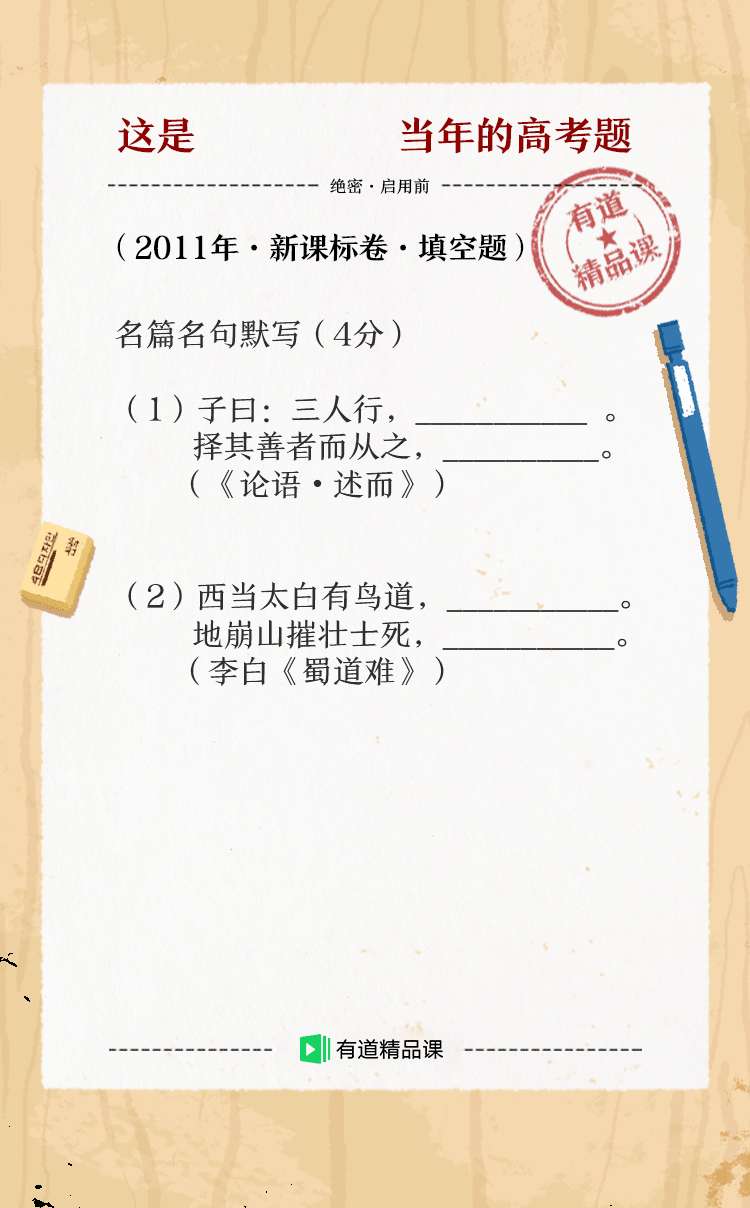 这是 当年的高考题
绝密·启用前
（2011年·新课标卷·填空题）
有道
精品课
名篇名句默写（4分）
（1）子曰：三人行，___________ 。
择其善者而从之，__________。
（《论语·述而》）
（2）西当太白有鸟道，___________。
地崩山摧壮士死，___________。
（李白《蜀道难》）
有道精品课